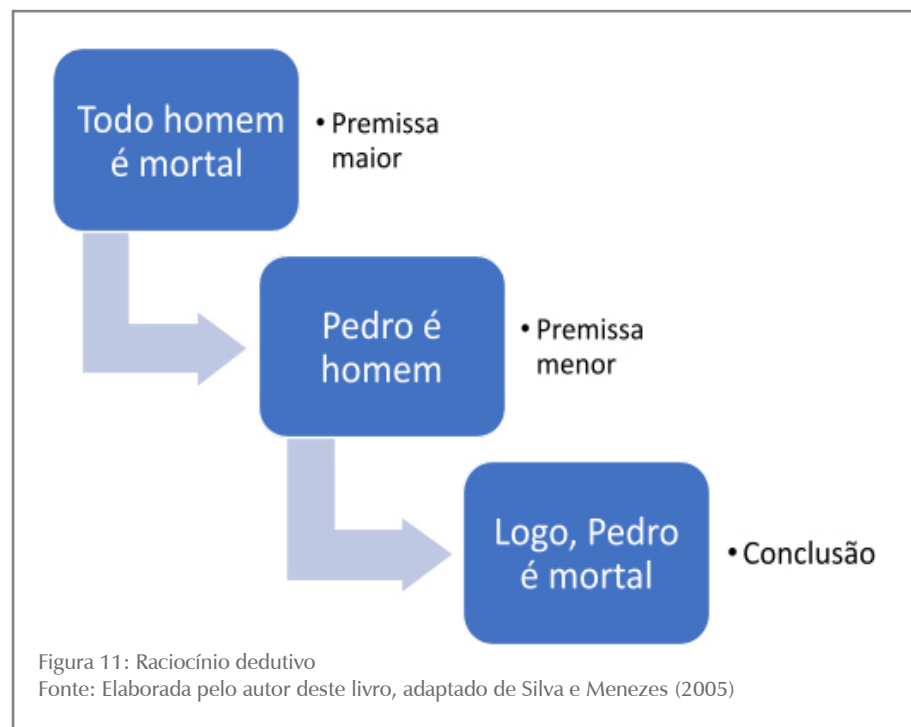 Todo homem
é mortal
• Premissa
maior
Pedro é
homem
• Premissa
menor
Logo, Pedro
é mortal
• Conclusão
Figura 11: Raciocínio dedutivo
Fonte: Elaborada pelo autor deste livro, adaptado de Silva e Menezes (2005)